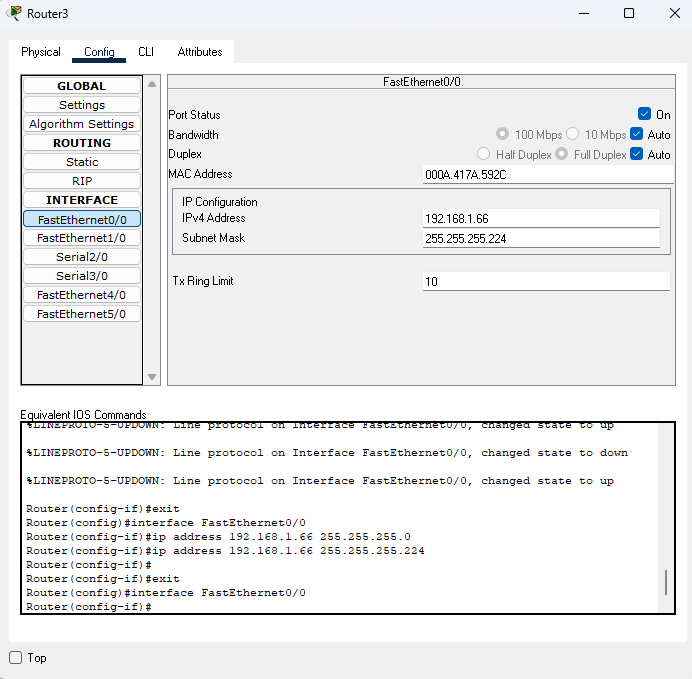 Router3
Physical Config CLI Attributes
GLOBAL
Settings
Algorithm Settings
ROUTING
Static
RIP
INTERFACE
FastEthernet0/0
FastEthernet1/0
Serial2/0
Serial3/0
FastEthernet4/0
FastEthernet5/0
FastEthernet0/0
Port Status On
Bandwidth 100 Mbps 10 Mbps Auto
Duplex Half Duplex Full Duplex Auto
MAC Address 000A.417A.592C
IP Configuration
IPv4 Address 192.168.1.66
Subnet Mask 255.255.255.224
Tx Ring Limit 10
Equivalent IOS Commands
%LINEPROTO-5-UPDOWN: Line protocol on Interface FastEthernet0/0, changed state to up
%LINEPROTO-5-UPDOWN: Line protocol on Interface FastEthernet0/0, changed state to down
%LINEPROTO-5-UPDOWN: Line protocol on Interface FastEthernet0/0, changed state to up
Router(config-if)#exit
Router(config)#interface FastEthernet0/0
Router(config-if)#ip address 192.168.1.66 255.255.255.0
Router(config-if)#ip address 192.168.1.66 255.255.255.224
Router(config-if)#
Router(config-if)#exit
Router(config)#interface FastEthernet0/0
Router(config-if)#
Top